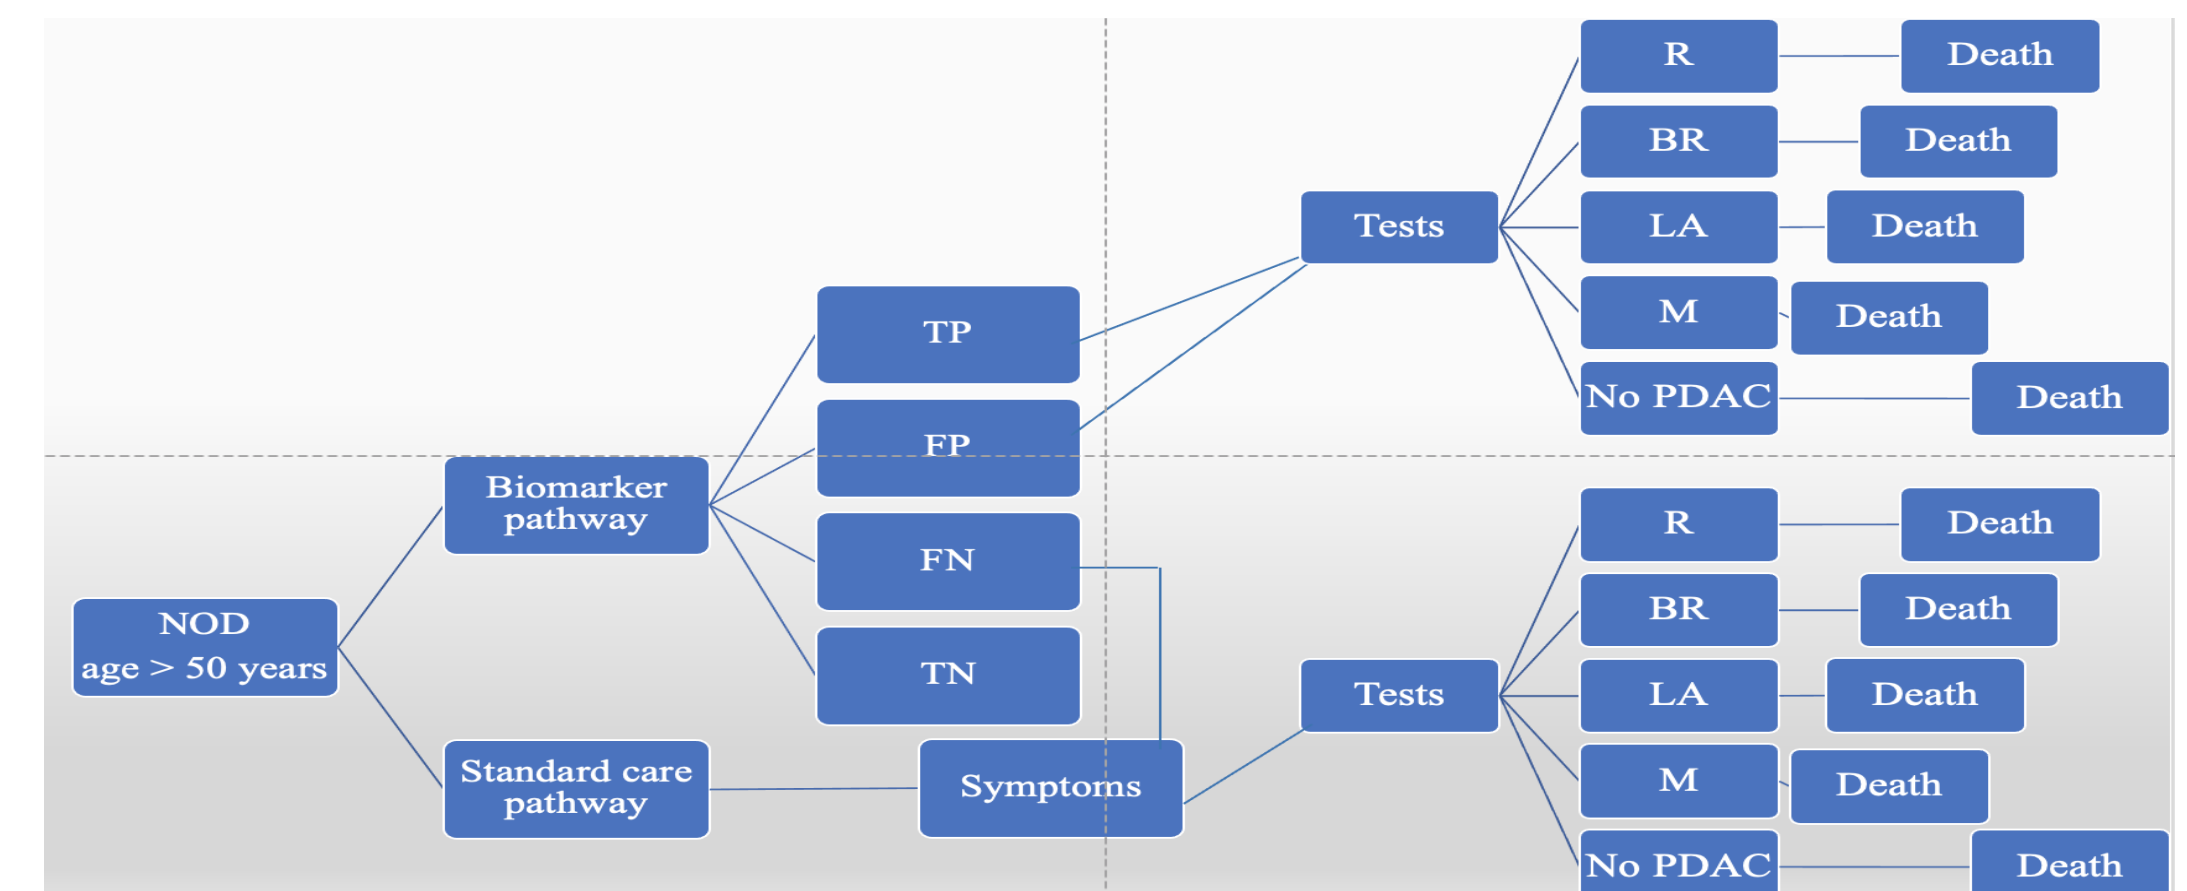 R
Death
BR
Death
Tests
LA
Death
M
Death
No PDAC
Death
TP
FP
FN
TN
Biomarker
pathway
NOD
age > 50 years
Standard care
pathway
Symptoms
Tests
R
Death
BR
Death
LA
Death
M
Death
No PDAC
Death